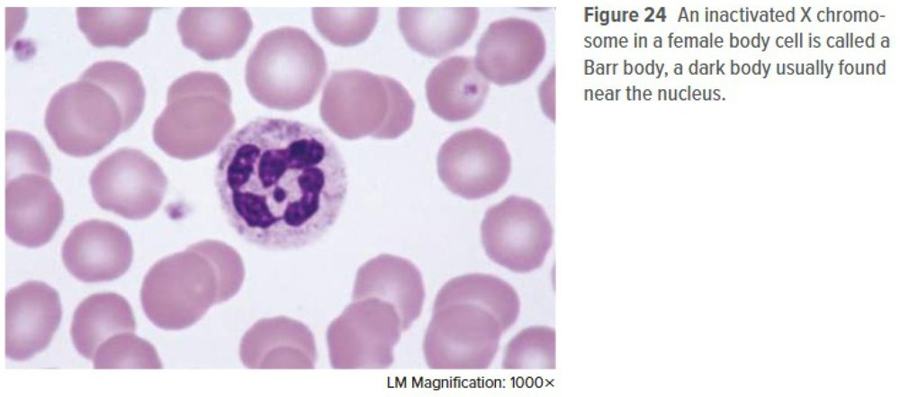 Figure 24 An inactivated X chromo-
some in a female body cell is called a
Barr body, a dark body usually found
near the nucleus.
LM Magnification: 1000×